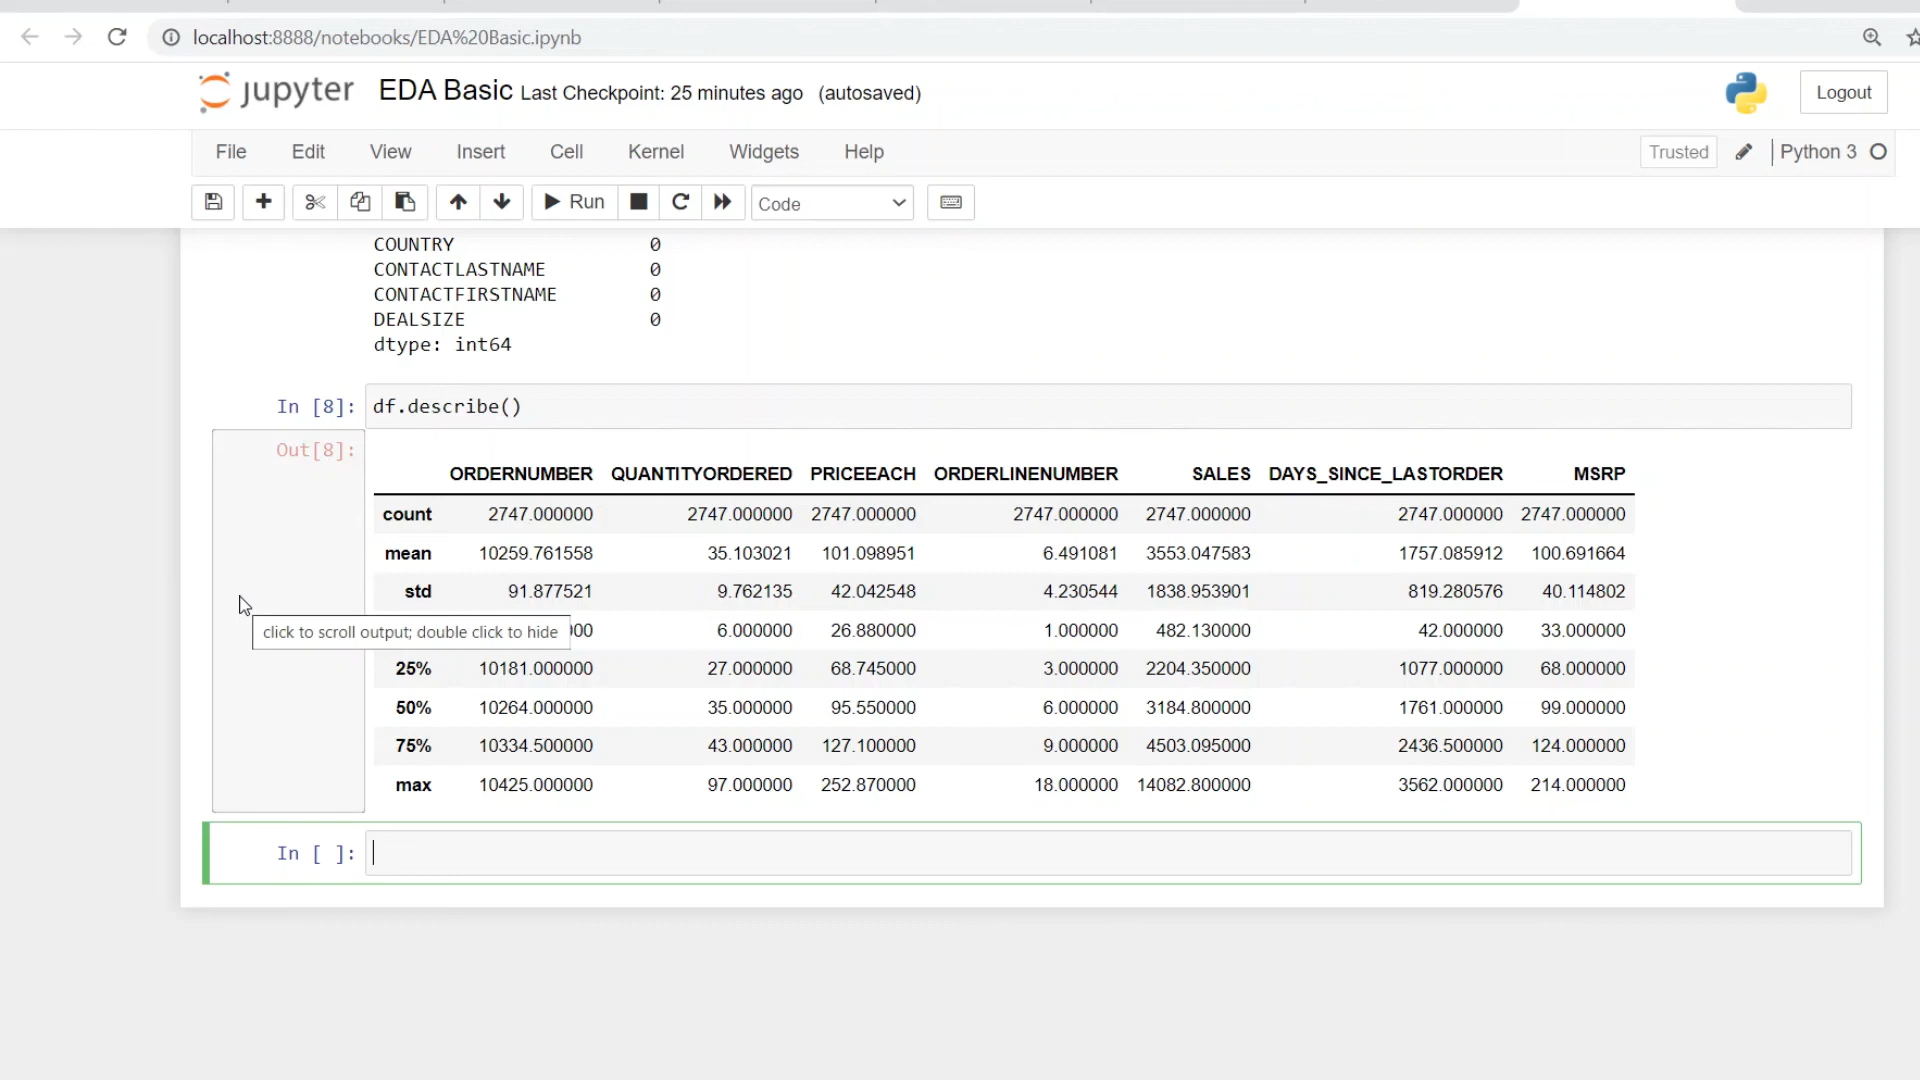 localhost:8888/notebooks/EDA%20Basic.ipynb
jupyter EDA Basic Last Checkpoint: 25 minutes ago (autosaved)
Logout
File Edit View Insert Cell Kernel Widgets Help
Trusted Python 3
Run Code
COUNTRY 0
CONTACTLASTNAME 0
CONTACTFIRSTNAME 0
DEALSIZE 0
dtype: int64
In [8]: df.describe()
Out[8]:
ORDERNUMBER QUANTITYORDERED PRICEEACH ORDERLINENUMBER SALES DAYS_SINCE_LASTORDER MSRP
count 2747.000000 2747.000000 2747.000000 2747.000000 2747.000000 2747.000000 2747.000000
mean 10259.761558 35.103021 101.098951 6.491081 3553.047583 1757.085912 100.691664
std 91.877521 9.762135 42.042548 4.230544 1838.953901 819.280576 40.114802
click to scroll output; double click to hide 00 6.000000 26.880000 1.000000 482.130000 42.000000 33.000000
25% 10181.000000 27.000000 68.745000 3.000000 2204.350000 1077.000000 68.000000
50% 10264.000000 35.000000 95.550000 6.000000 3184.800000 1761.000000 99.000000
75% 10334.500000 43.000000 127.100000 9.000000 4503.095000 2436.500000 124.000000
max 10425.000000 97.000000 252.870000 18.000000 14082.800000 3562.000000 214.000000
In [ ]: